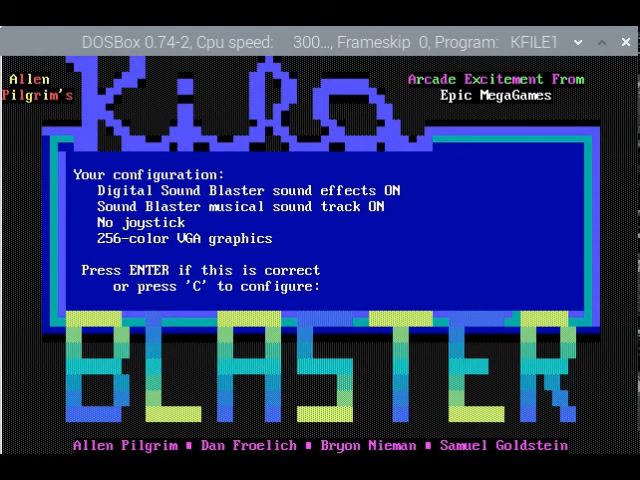 DOSBox 0.74-2, Cpu speed: 300..., Frameskip 0, Program: KFILE1
Allen
Pilgrim's
Kilo
Arcade Excitement From
Epic MegaGames
Your configuration:
Digital Sound Blaster sound effects ON
Sound Blaster musical sound track ON
No joystick
256-color VGA graphics
Press ENTER if this is correct
or press 'C' to configure:
BLASTER
Allen Pilgrim ■ Dan Froelich ■ Bryon Nieman ■ Samuel Goldstein